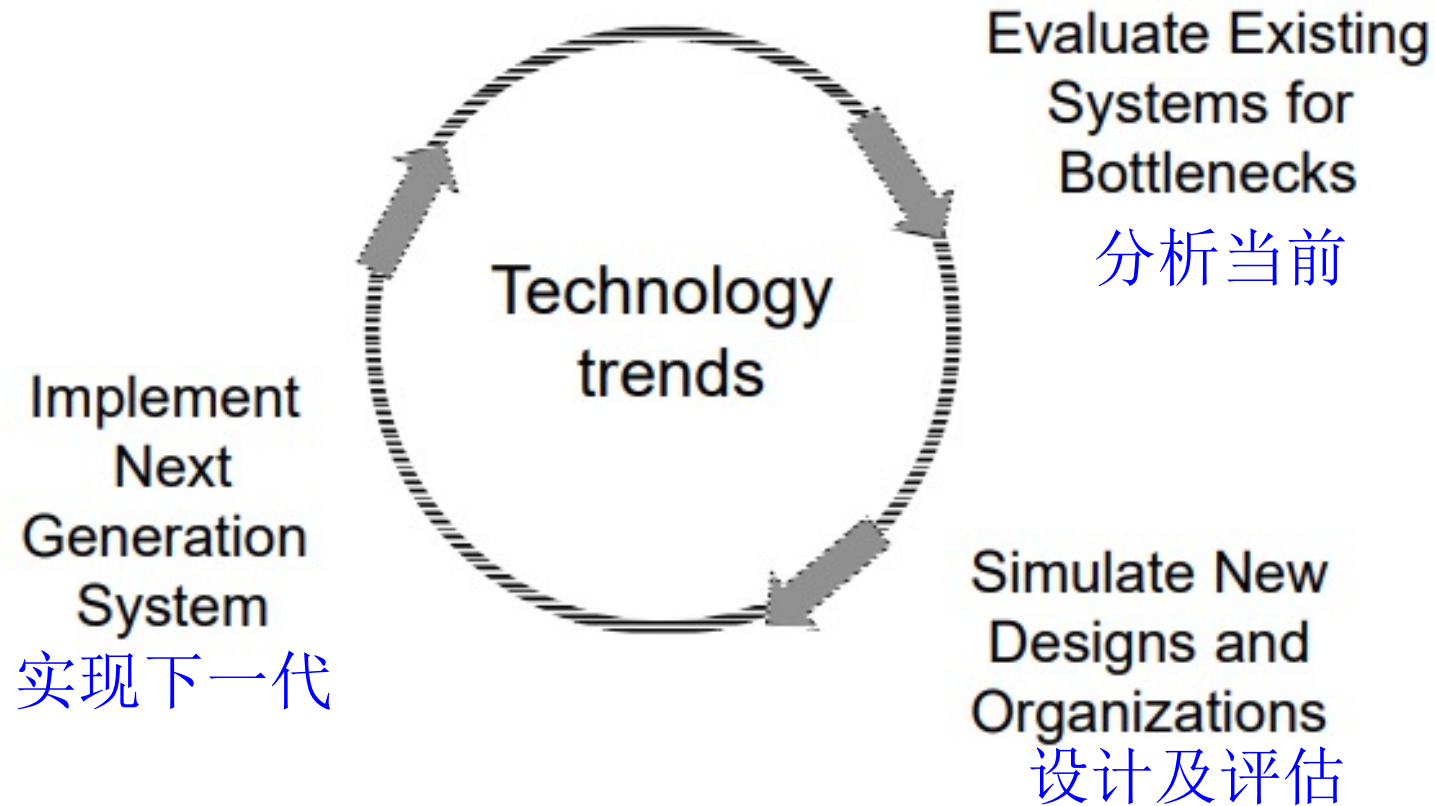 Evaluate Existing
Systems for
Bottlenecks
分析当前
Technology
trends
Implement
Next
Generation
System
实现下一代
Simulate New
Designs and
Organizations
设计及评估